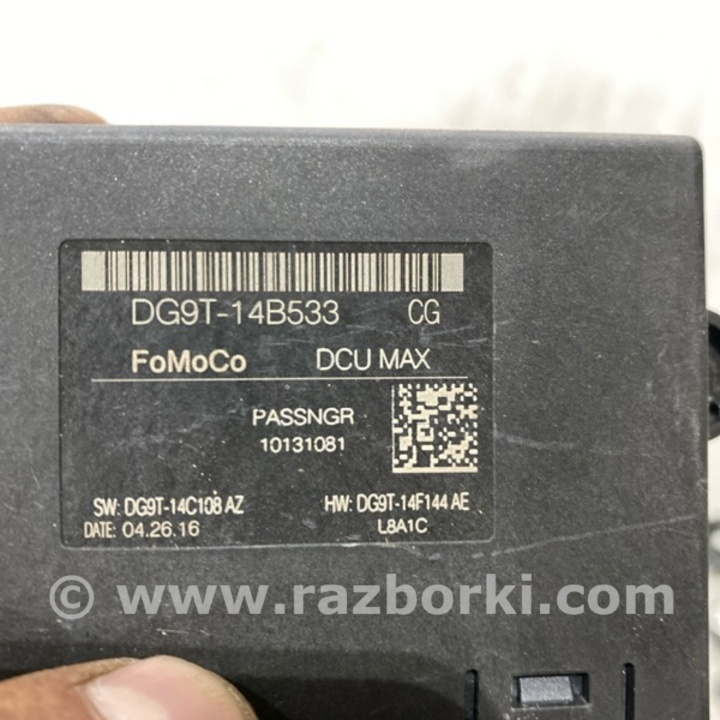 DG9T-14B533 CG
FoMoCo DCU MAX
PASSNGR
10131081
SW: DG9T-14C108 AZ HW: DG9T-14F144 AE
DATE: 04.26.16 L8A1C
© www.razborki.com